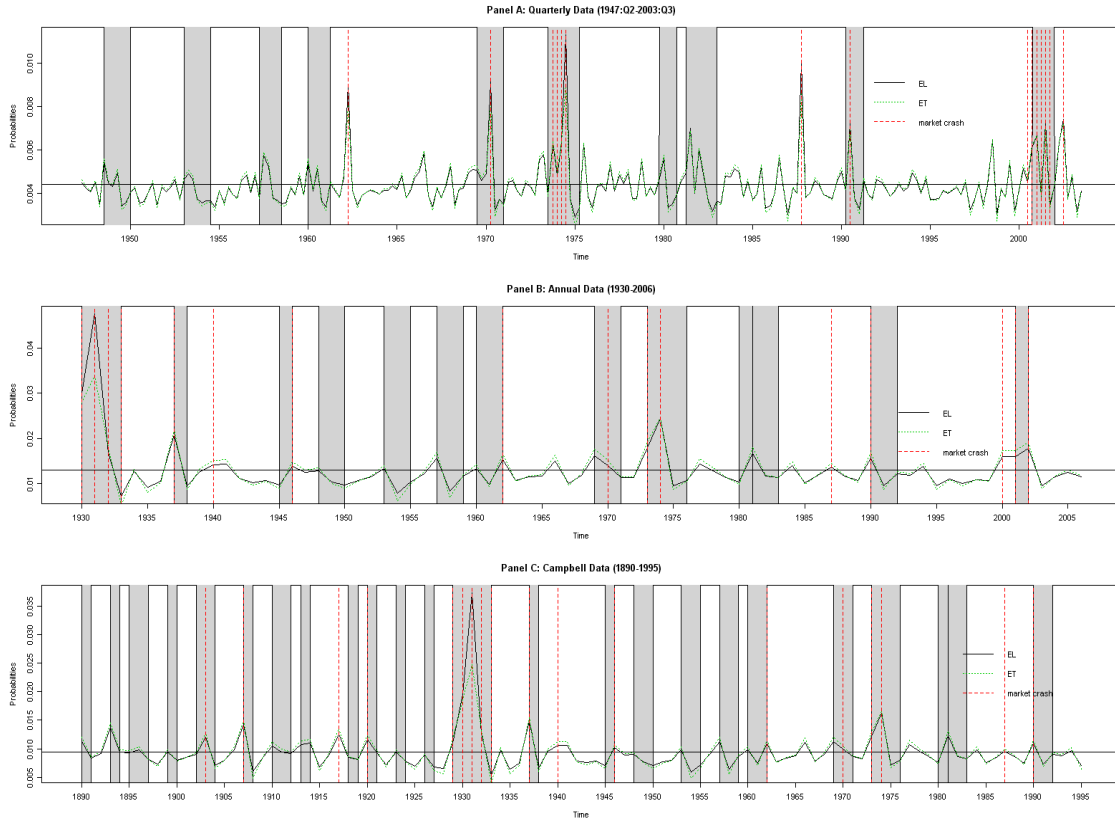 Panel A: Quarterly Data (1947:Q2-2003:Q3)
Probabilities
0.004 0.006 0.008 0.010
EL
ET
market crash
1950 1955 1960 1965 1970 1975 1980 1985 1990 1995 2000
Time
Panel B: Annual Data (1930-2006)
Probabilities
0.01 0.02 0.03 0.04
EL
ET
market crash
1930 1935 1940 1945 1950 1955 1960 1965 1970 1975 1980 1985 1990 1995 2000 2005
Time
Panel C: Campbell Data (1890-1995)
Probabilities
0.005 0.010 0.015 0.020 0.025 0.030 0.035
EL
ET
market crash
1890 1895 1900 1905 1910 1915 1920 1925 1930 1935 1940 1945 1950 1955 1960 1965 1970 1975 1980 1985 1990 1995
Time